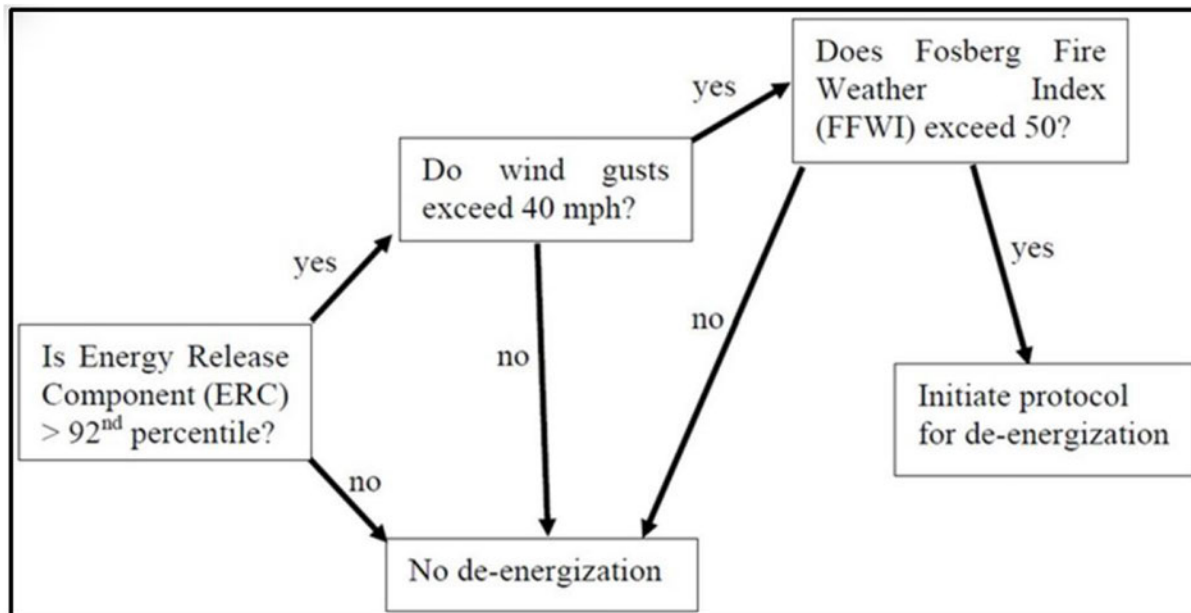 Is Energy Release
Component (ERC)
> 92nd percentile?
yes
no
Do wind gusts
exceed 40 mph?
yes
no
Does Fosberg Fire
Weather Index
(FFWI) exceed 50?
no
yes
Initiate protocol
for de-energization
No de-energization